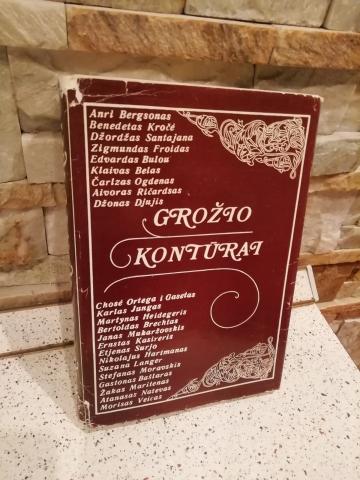 Anri Bergsonas
Benedetas Kročė
Džordžas Santajana
Zigmundas Froidas
Edvardas Bulou
Klaivas Belas
Čarlzas Ogdenas
Aivoras Ričardsas
Džonas Djujis
GROŽIO
KONTŪRAI
Chosė Ortega i Gasetas
Karlas Jungas
Martynas Heidegeris
Bertoldas Brechtas
Janas Mukaržovskis
Ernstas Kasireris
Etjenas Surjo
Nikolajus Hartmanas
Suzana Langer
Stefanas Moravskis
Gastonas Bašlaras
Žakas Maritenas
Atanasas Natevas
Morisas Veicas